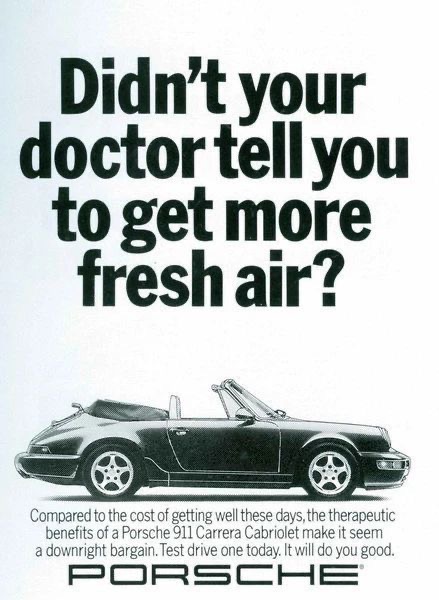 Didn't your
doctor tell you
to get more
fresh air?
Compared to the cost of getting well these days, the therapeutic
benefits of a Porsche 911 Carrera Cabriolet make it seem
a downright bargain. Test drive one today. It will do you good.
PORSCHE®